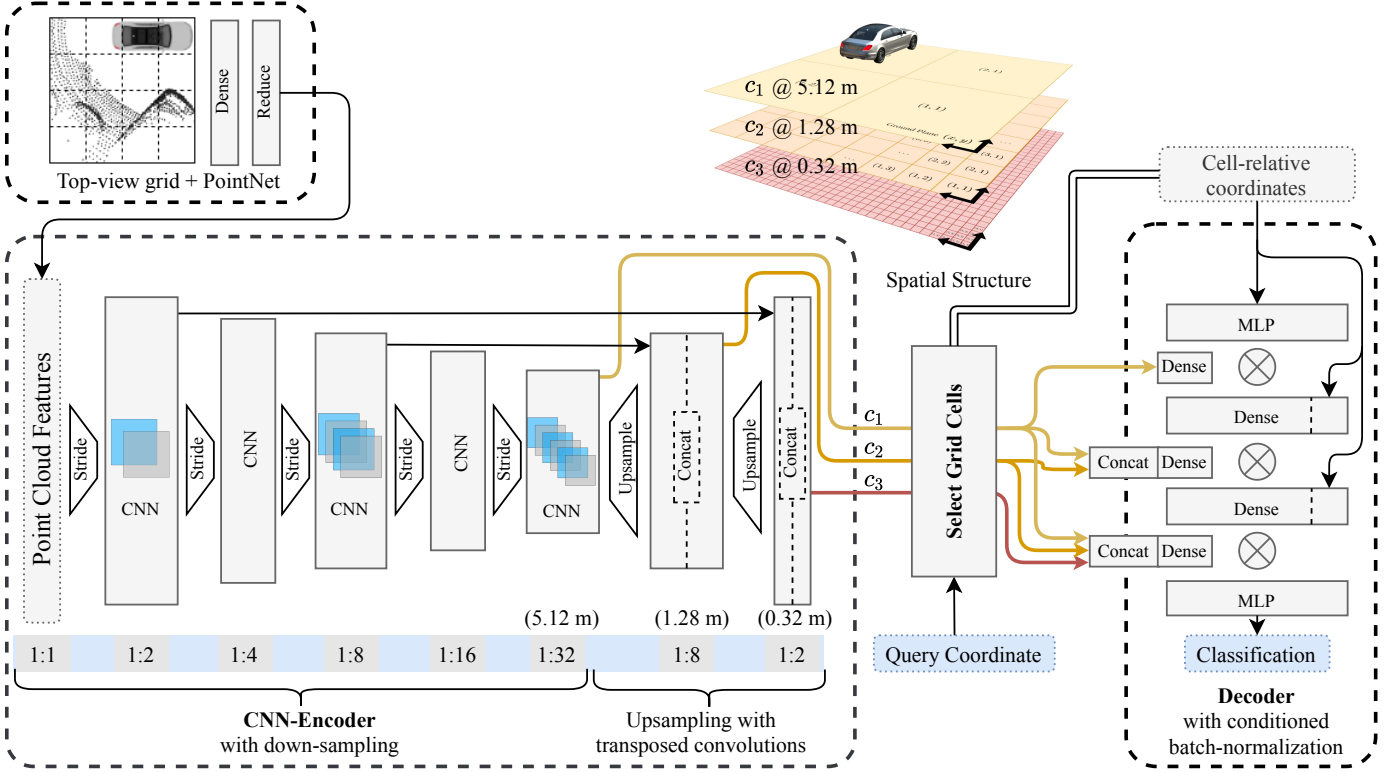 Dense
Reduce
Top-view grid + PointNet
c1 @ 5.12 m
c2 @ 1.28 m
c3 @ 0.32 m
(2, 1)
(1, 1)
Ground Plane (x, y)
...
...
(3, 1)
(2, 2)
(2, 1)
(1, 3)
(1, 2)
(1, 1)
Spatial Structure
Cell-relative
coordinates
Point Cloud Features
Stride
CNN
Stride
CNN
Stride
CNN
Stride
CNN
Stride
CNN
Upsample
Concat
Upsample
Concat
c1
c2
c3
Select Grid Cells
Query Coordinate
MLP
Dense
Dense
Concat
Dense
Dense
Concat
Dense
MLP
Classification
(5.12 m)
(1.28 m)
(0.32 m)
1:1
1:2
1:4
1:8
1:16
1:32
1:8
1:2
CNN-Encoder
with down-sampling
Upsampling with
transposed convolutions
Decoder
with conditioned
batch-normalization